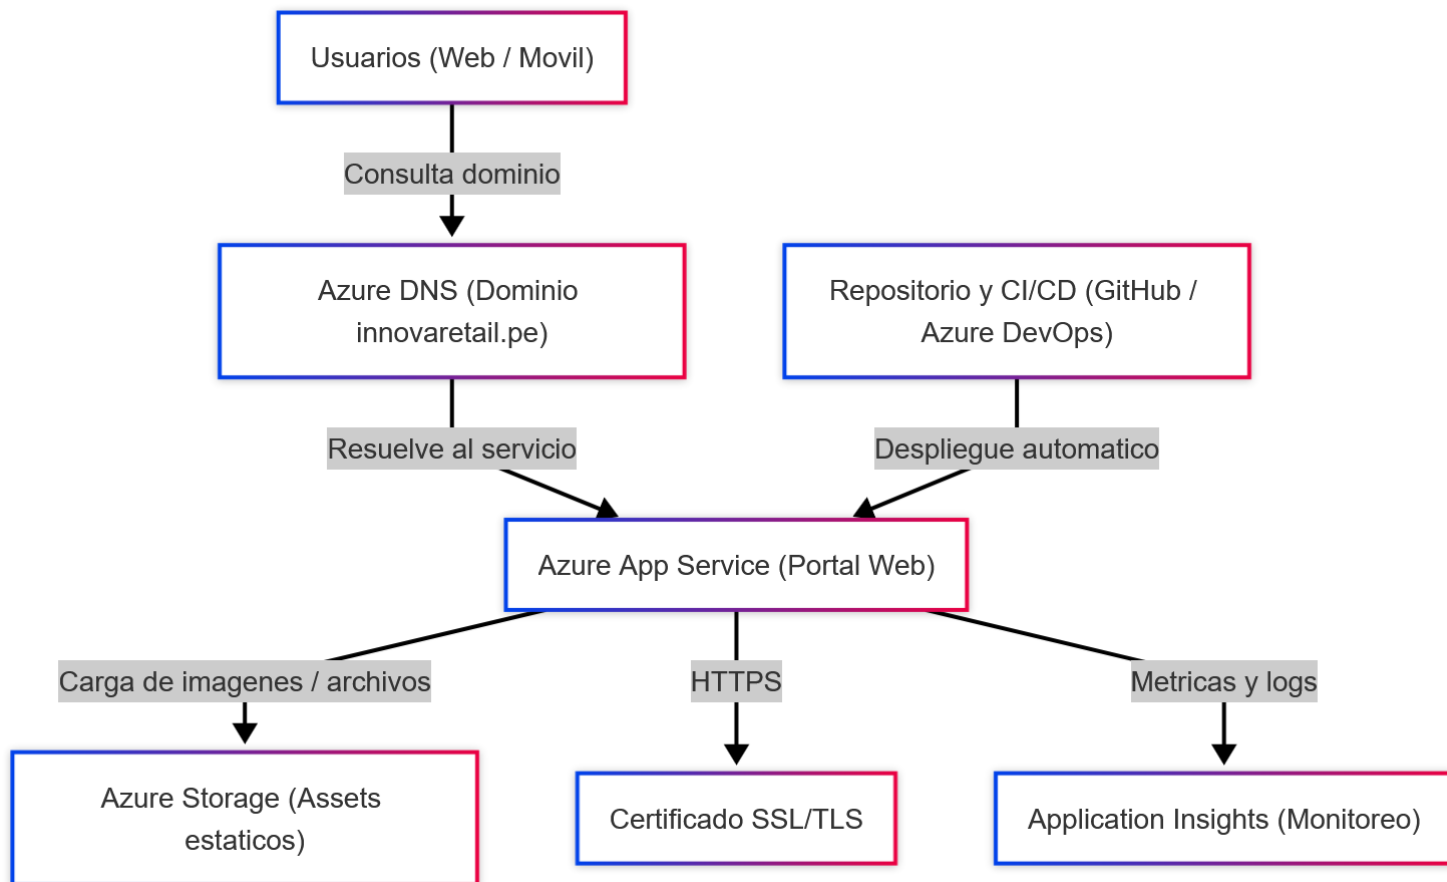 Usuarios (Web / Movil)
Consulta dominio
Azure DNS (Dominio
innovaretail.pe)
Repositorio y CI/CD (GitHub /
Azure DevOps)
Resuelve al servicio
Despliegue automatico
Azure App Service (Portal Web)
Carga de imagenes / archivos
HTTPS
Metricas y logs
Azure Storage (Assets
estaticos)
Certificado SSL/TLS
Application Insights (Monitoreo)